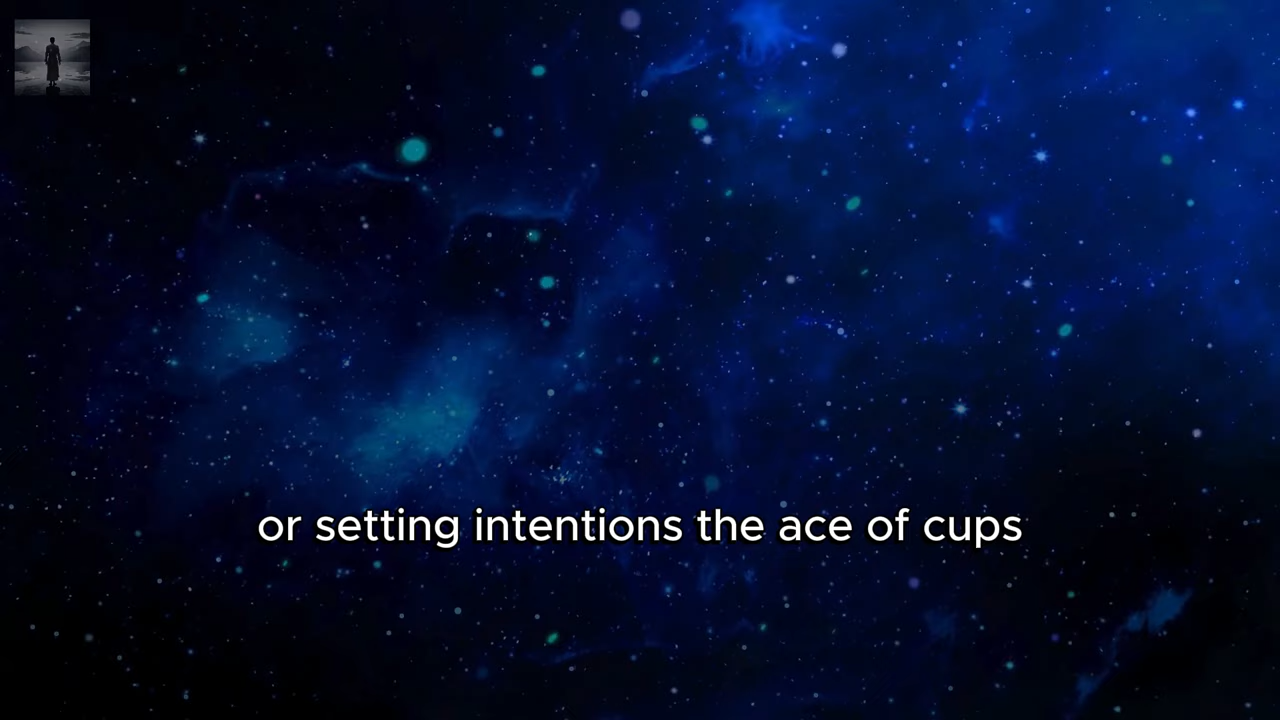 or setting intentions the ace of cups